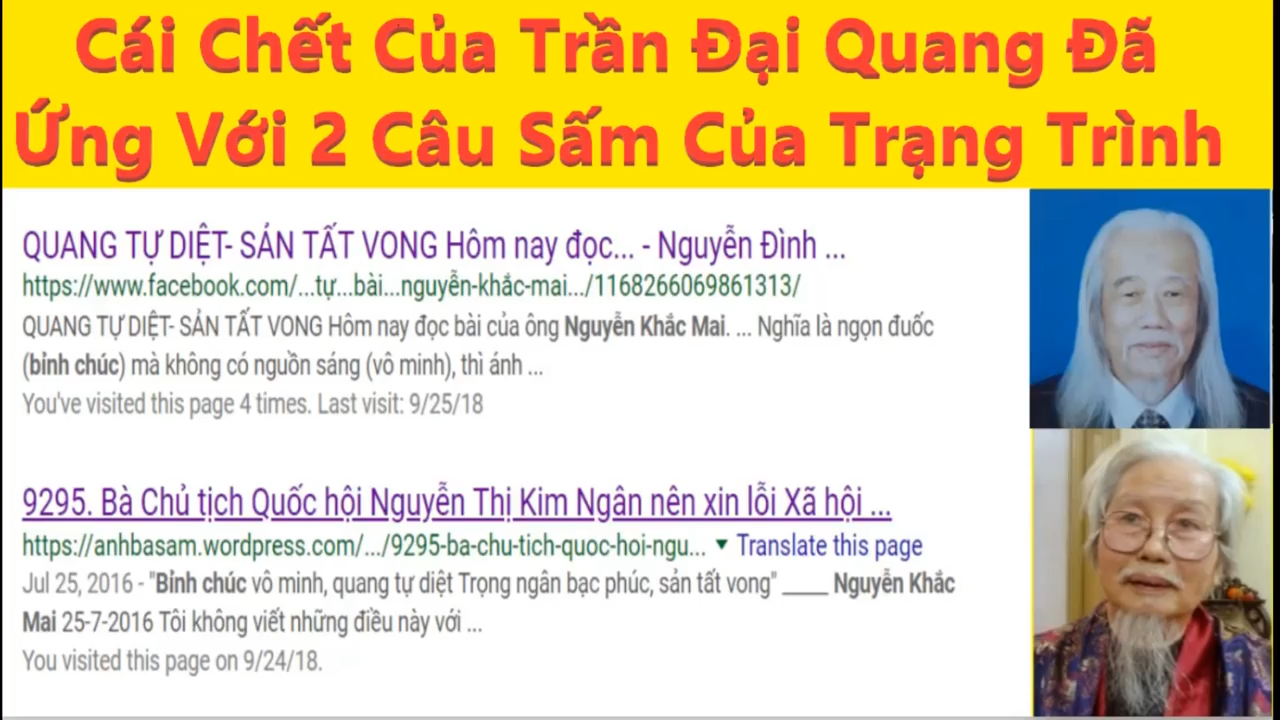 Cái Chết Của Trần Đại Quang Đã
Ứng Với 2 Câu Sấm Của Trạng Trình
QUANG TỰ DIỆT- SẢN TẤT VONG Hôm nay đọc... - Nguyễn Đình ...
https://www.facebook.com/...tự...bài...nguyễn-khắc-mai.../1168266069861313/
QUANG TỰ DIỆT- SẢN TẤT VONG Hôm nay đọc bài của ông Nguyễn Khắc Mai. ... Nghĩa là ngọn đuốc
(bỉnh chúc) mà không có nguồn sáng (vô minh), thì ánh ...
You've visited this page 4 times. Last visit: 9/25/18
9295. Bà Chủ tịch Quốc hội Nguyễn Thị Kim Ngân nên xin lỗi Xã hội ...
https://anhbasam.wordpress.com/.../9295-ba-chu-tich-quoc-hoi-ngu... ▼ Translate this page
Jul 25, 2016 - "Bỉnh chúc vô minh, quang tự diệt Trọng ngân bạc phúc, sản tất vong" ____ Nguyễn Khắc
Mai 25-7-2016 Tôi không viết những điều này với ...
You visited this page on 9/24/18.